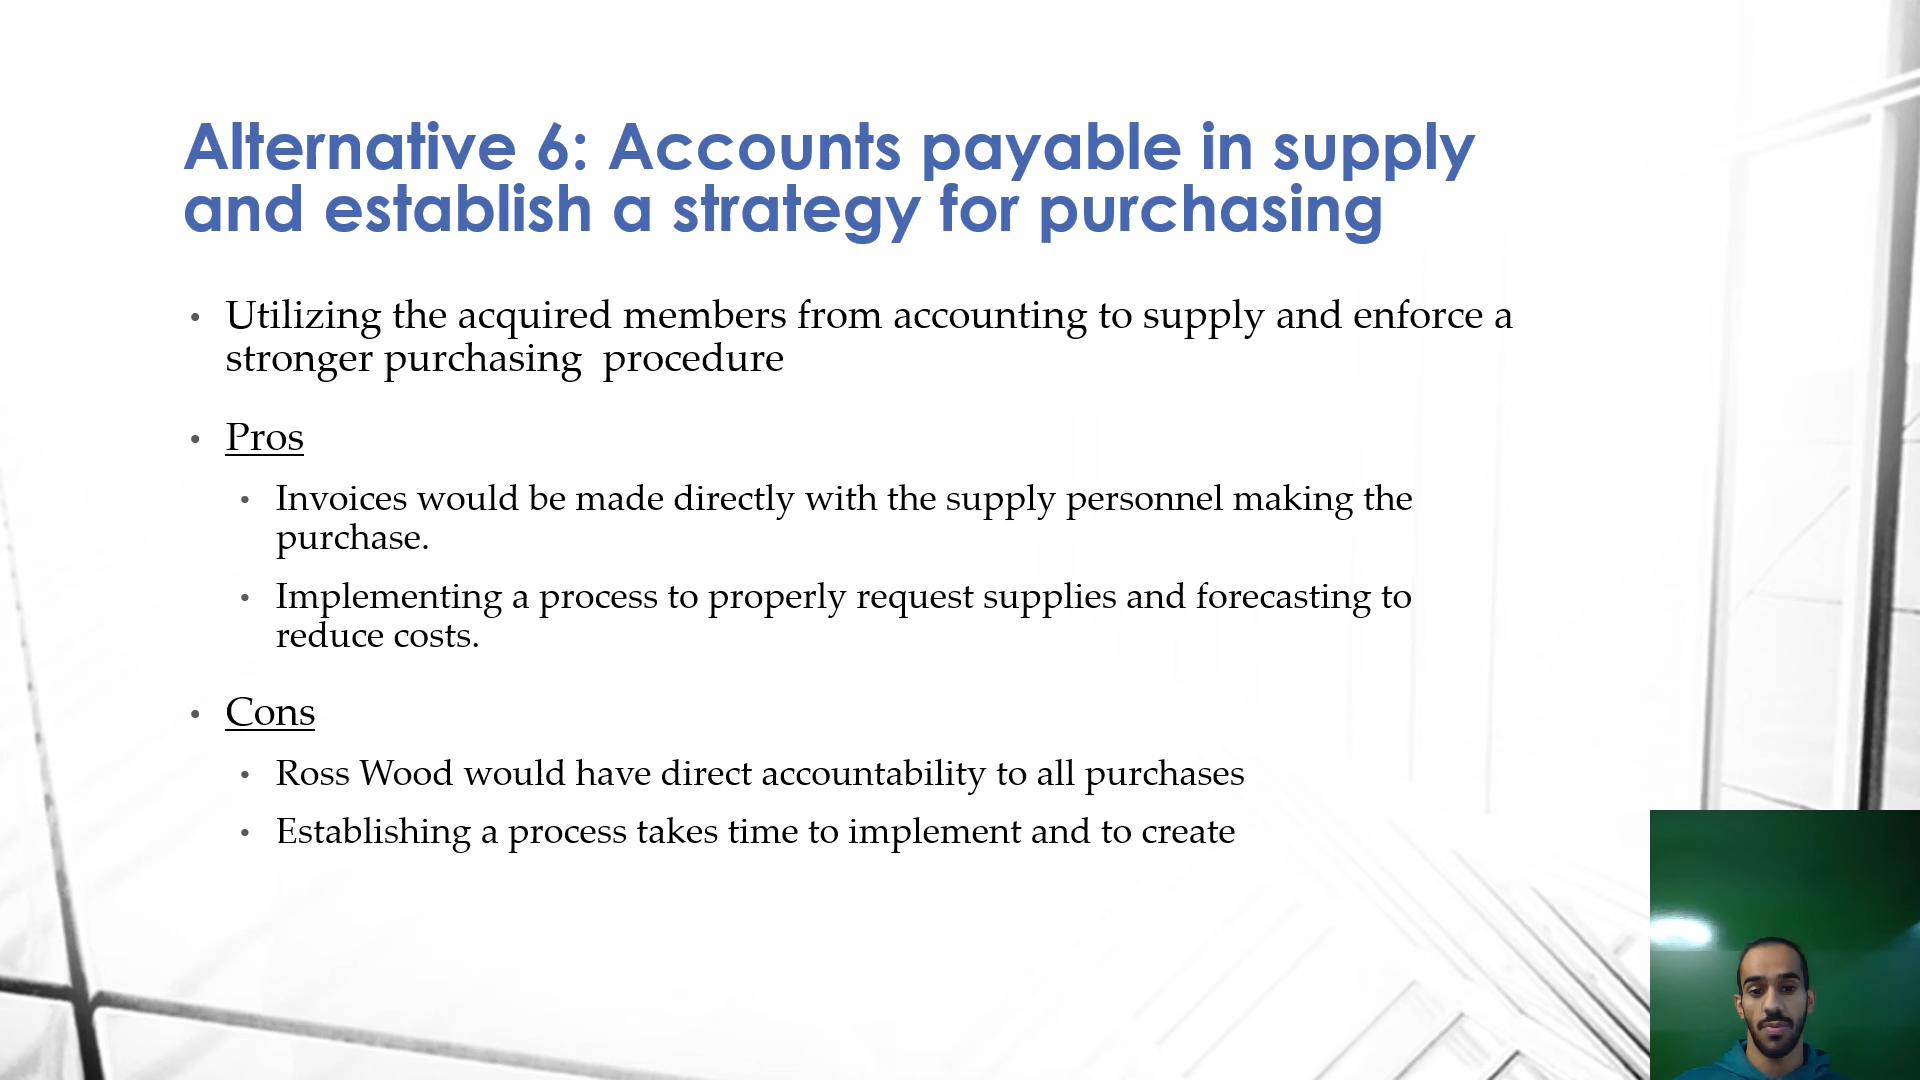 Alternative 6: Accounts payable in supply
and establish a strategy for purchasing
• Utilizing the acquired members from accounting to supply and enforce a
stronger purchasing  procedure
• Pros
• Invoices would be made directly with the supply personnel making the
purchase.
• Implementing a process to properly request supplies and forecasting to
reduce costs.
• Cons
• Ross Wood would have direct accountability to all purchases
• Establishing a process takes time to implement and to create